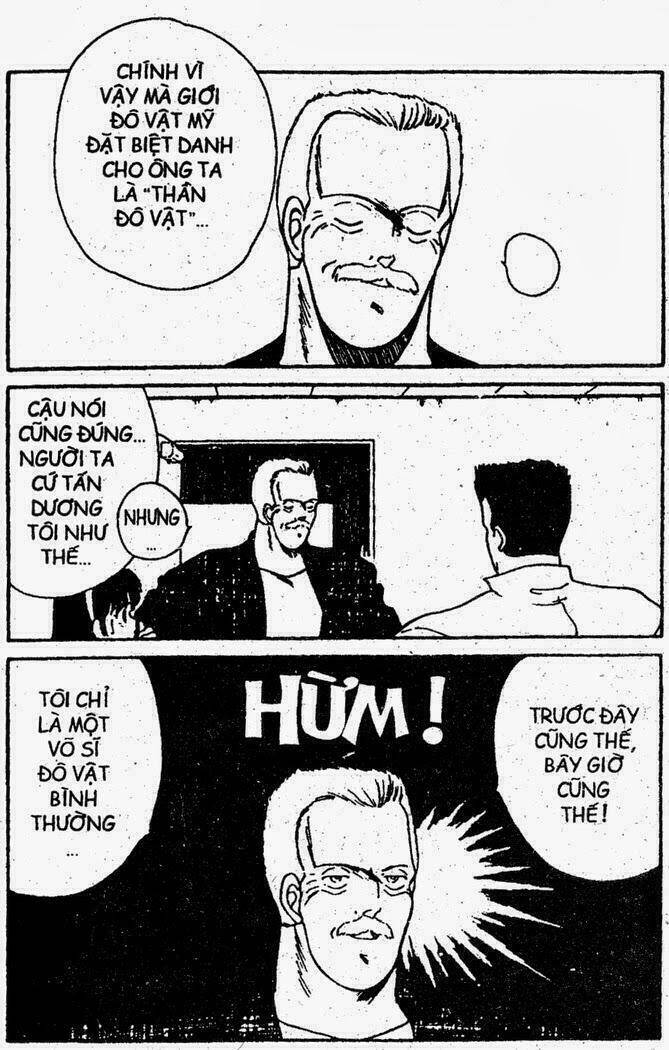 CHÍNH VÌ
VẬY MÀ GIỚI
ĐÔ VẬT MỸ
ĐẶT BIỆT DANH
CHO ÔNG TA
LÀ "THẦN
ĐÔ VẬT"...
CẬU NÓI
CŨNG ĐÚNG...
NGƯỜI TA
CỨ TẤN
DƯƠNG
TÔI NHƯ
THẾ...
NHƯNG
...
HỪM!
TRƯỚC ĐÂY
CŨNG THẾ,
BÂY GIỜ
CŨNG
THẾ!
TÔI CHỈ
LÀ MỘT
VÕ SĨ
ĐÔ VẬT
BÌNH
THƯỜNG
...